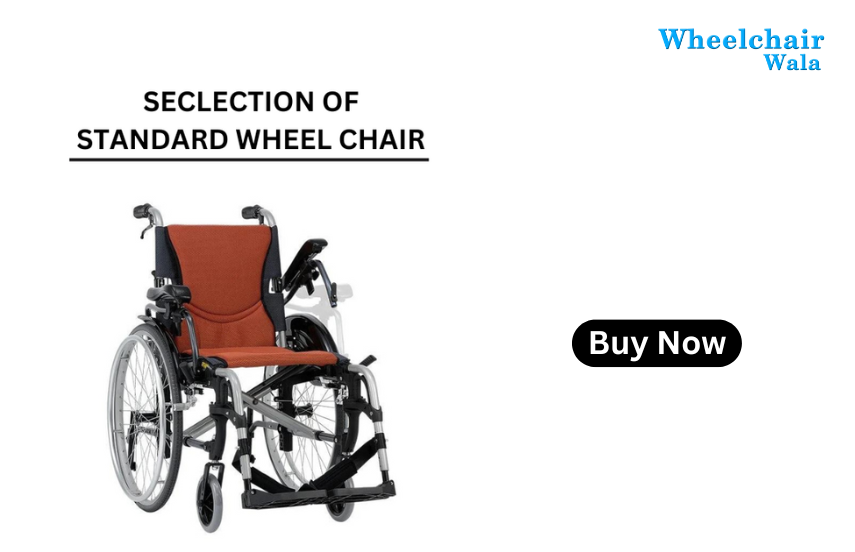 Wheelchair
Wala
SECLECTION OF
STANDARD WHEEL CHAIR
Buy Now